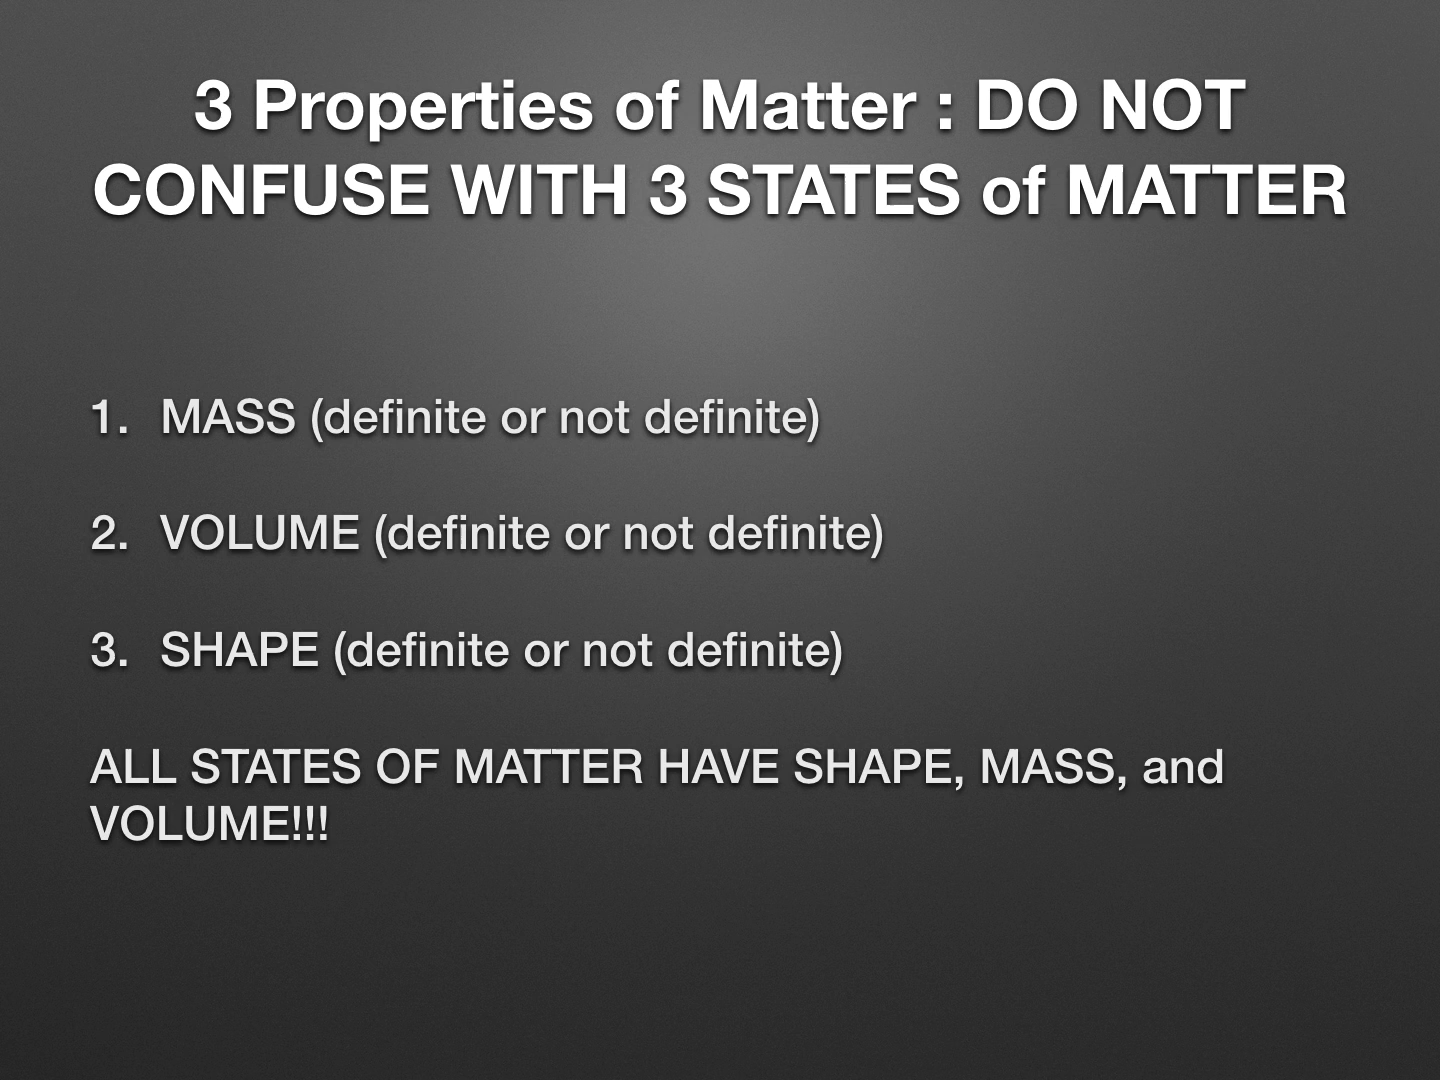 3 Properties of Matter : DO NOT
CONFUSE WITH 3 STATES of MATTER
1. MASS (definite or not definite)
2. VOLUME (definite or not definite)
3. SHAPE (definite or not definite)
ALL STATES OF MATTER HAVE SHAPE, MASS, and
VOLUME!!!